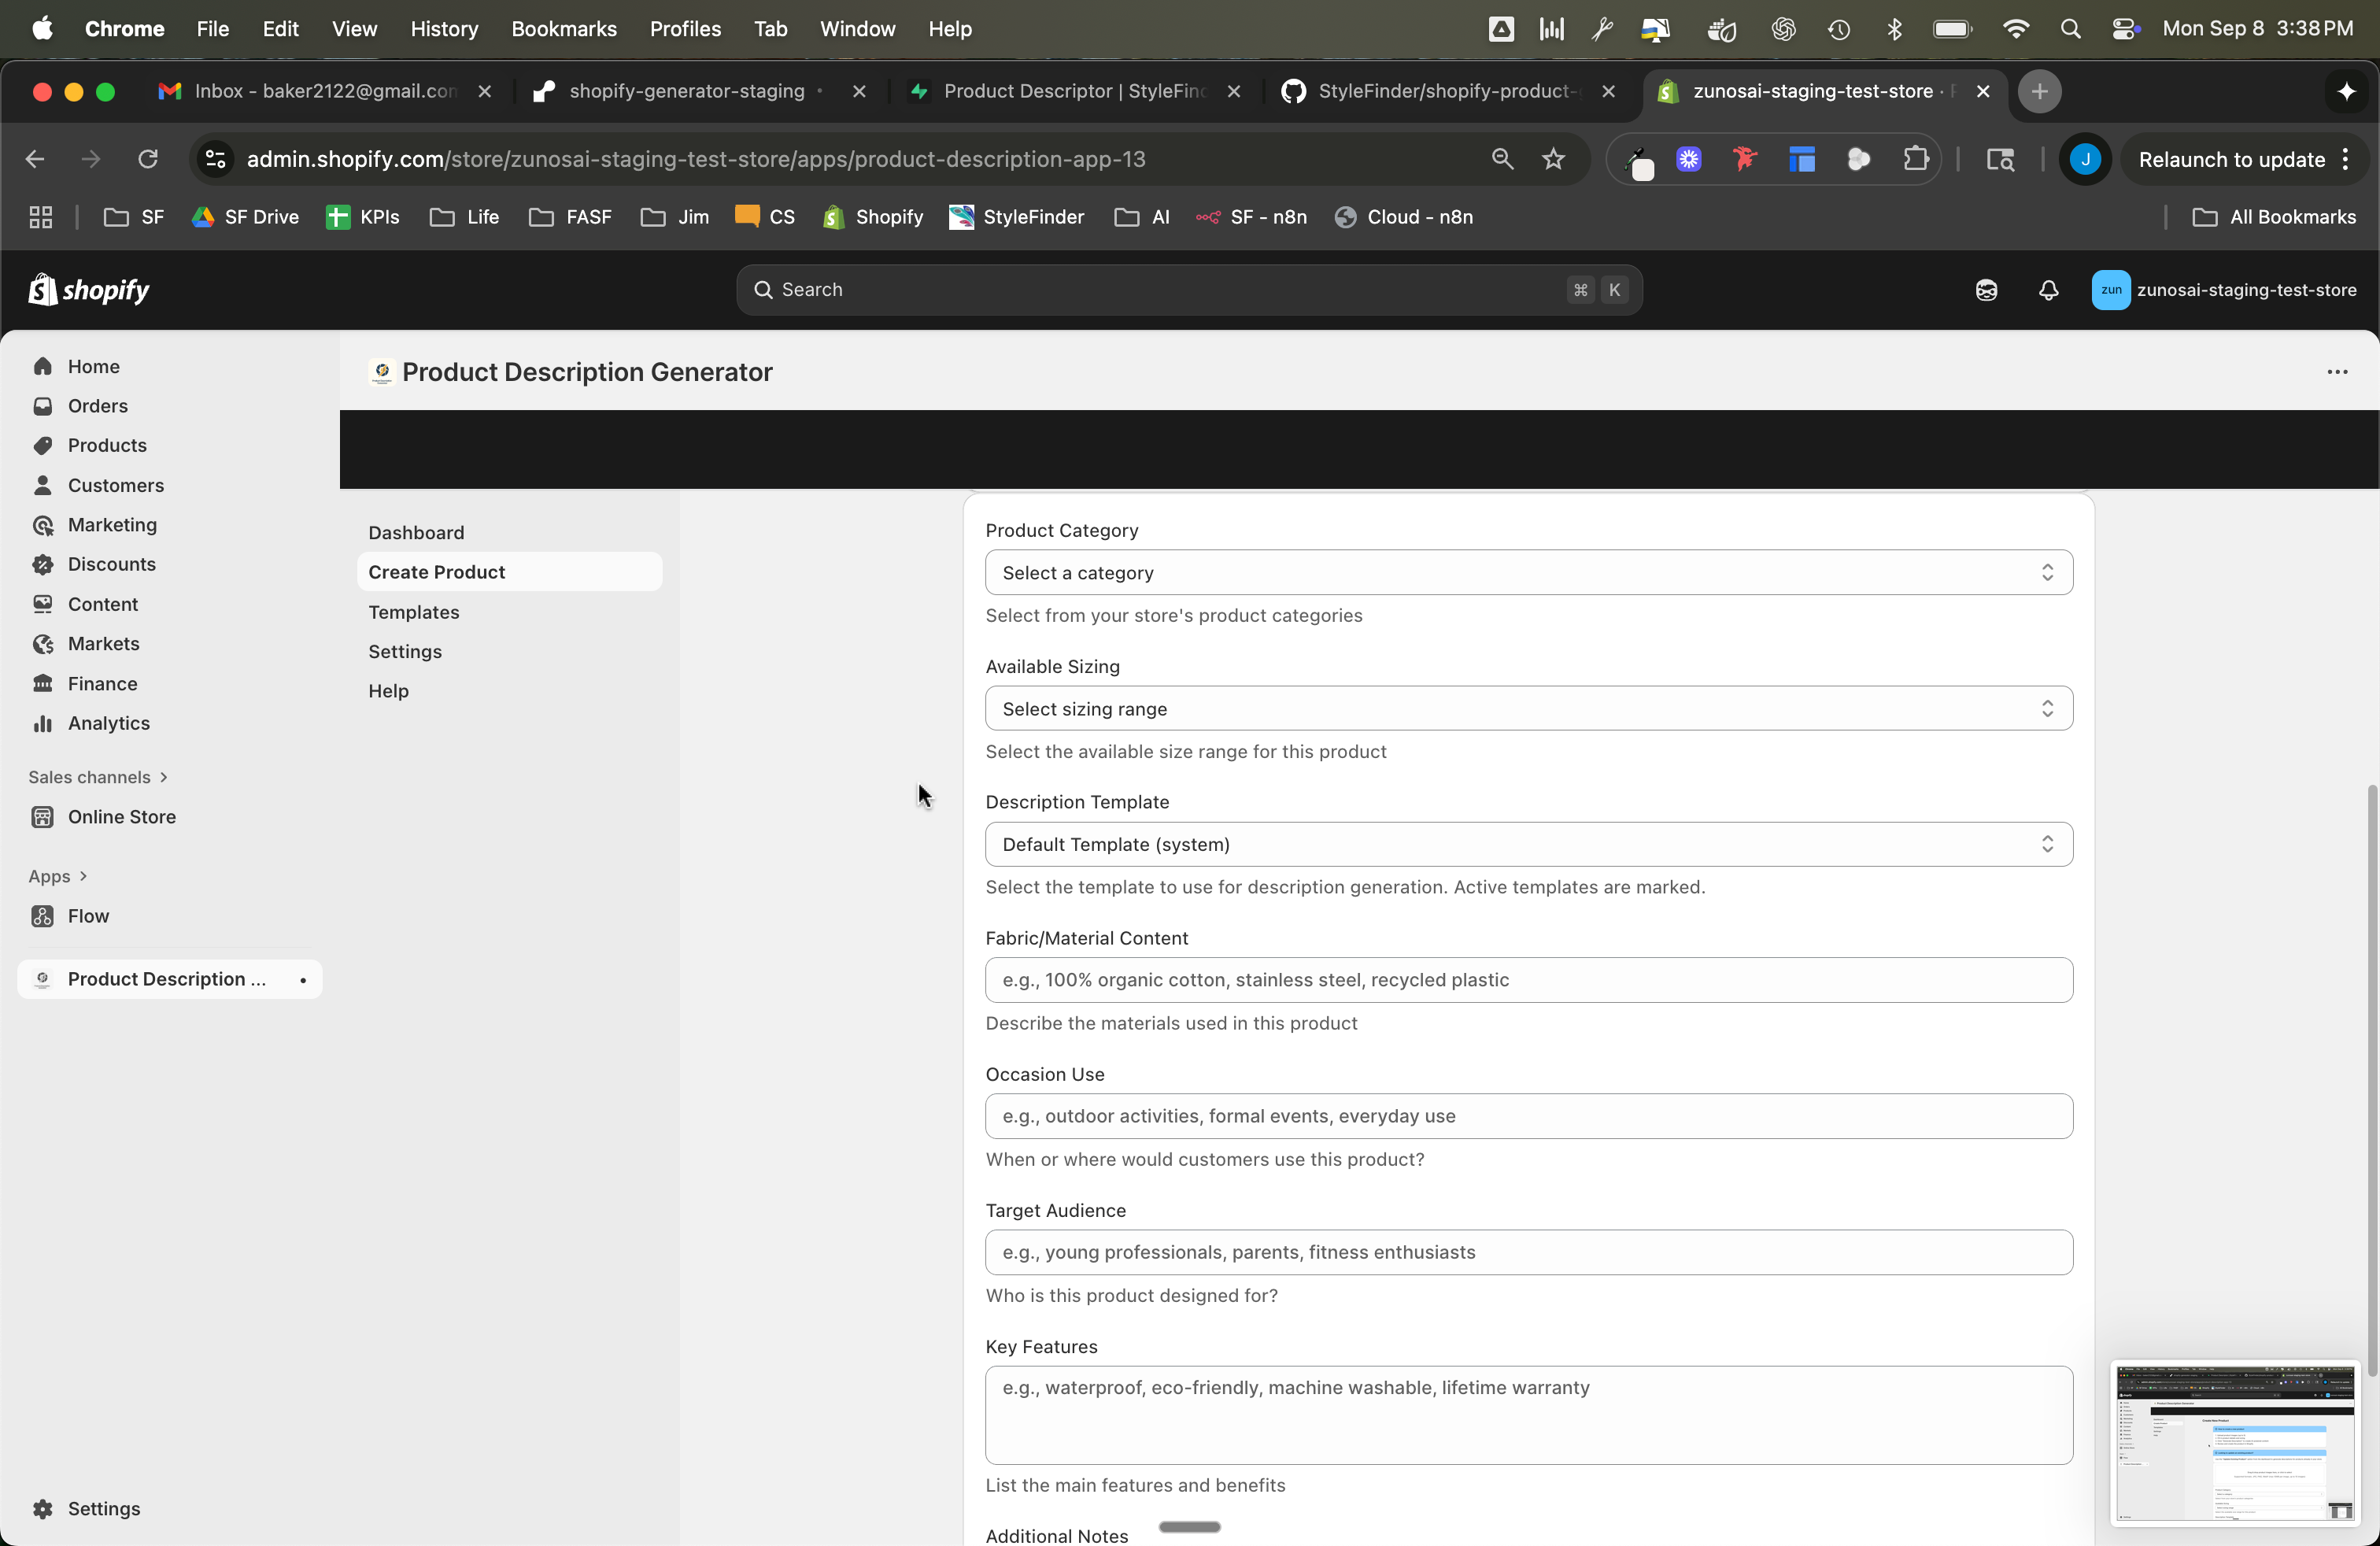 Chrome File Edit View History Bookmarks Profiles Tab Window Help Mon Sep 8 3:38 PM
Inbox - baker2122@gmail.con shopify-generator-staging Product Descriptor | StyleFin StyleFinder/shopify-product- zunosai-staging-test-store ·
admin.shopify.com/store/zunosai-staging-test-store/apps/product-description-app-13 J Relaunch to update
SF SF Drive KPIs Life FASF Jim CS Shopify StyleFinder AI SF - n8n Cloud - n8n All Bookmarks
shopify Search ⌘ K zun zunosai-staging-test-store
Home
Orders
Products
Customers
Marketing
Discounts
Content
Markets
Finance
Analytics
Sales channels
Online Store
Apps
Flow
Product Description ...
Settings
Product Description Generator
Dashboard
Create Product
Templates
Settings
Help
Product Category
Select a category
Select from your store's product categories
Available Sizing
Select sizing range
Select the available size range for this product
Description Template
Default Template (system)
Select the template to use for description generation. Active templates are marked.
Fabric/Material Content
e.g., 100% organic cotton, stainless steel, recycled plastic
Describe the materials used in this product
Occasion Use
e.g., outdoor activities, formal events, everyday use
When or where would customers use this product?
Target Audience
e.g., young professionals, parents, fitness enthusiasts
Who is this product designed for?
Key Features
e.g., waterproof, eco-friendly, machine washable, lifetime warranty
List the main features and benefits
Additional Notes